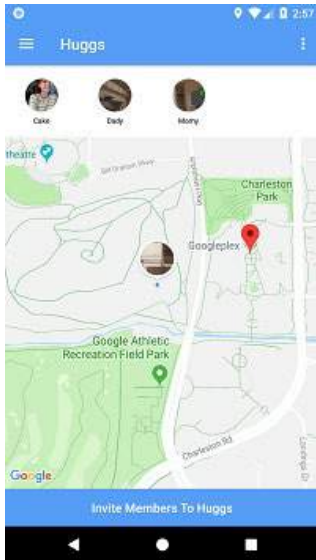 2:57
Huggs
Cake
Dady
Momy
theatre
Charleston
Park
Googleplex
Google Athletic
Recreation Field Park
Charleston Rd
Google
Invite Members To Huggs